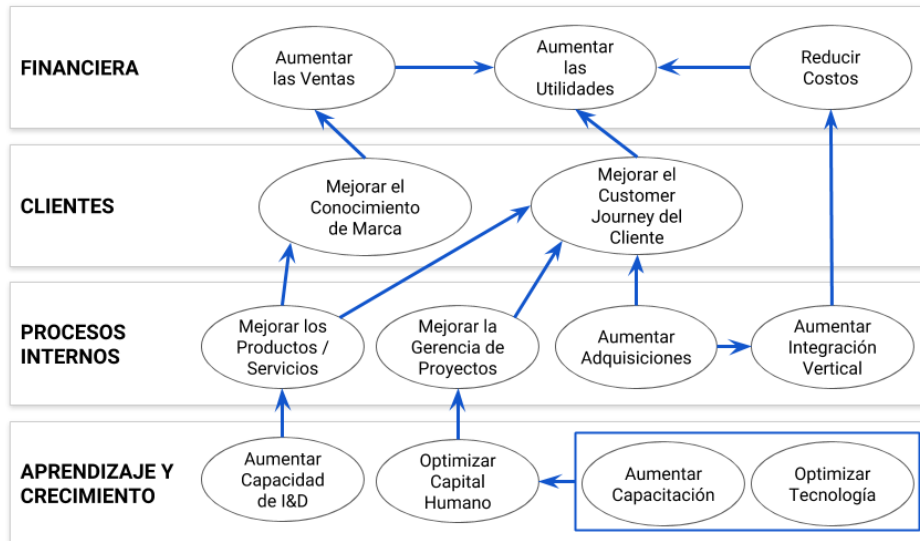 FINANCIERA
Aumentar
las Ventas
Aumentar
las
Utilidades
Reducir
Costos
CLIENTES
Mejorar el
Conocimiento
de Marca
Mejorar el
Customer
Journey del
Cliente
PROCESOS
INTERNOS
Mejorar los
Productos /
Servicios
Mejorar la
Gerencia de
Proyectos
Aumentar
Adquisiciones
Aumentar
Integración
Vertical
APRENDIZAJE Y
CRECIMIENTO
Aumentar
Capacidad
de I&D
Optimizar
Capital
Humano
Aumentar
Capacitación
Optimizar
Tecnología